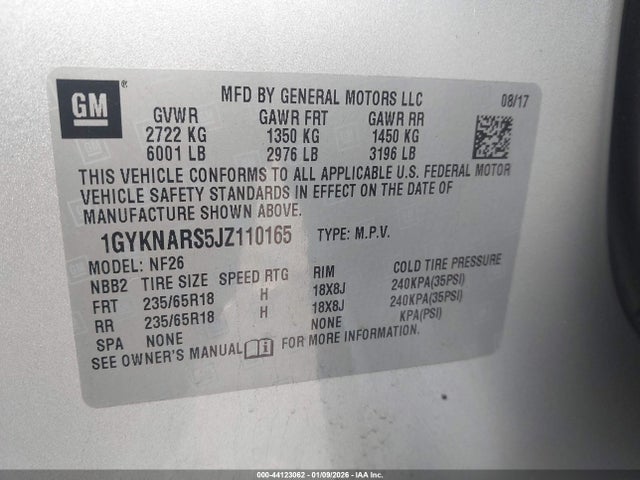 GM®
MFD BY GENERAL MOTORS LLC 08/17
GVWR GAWR FRT GAWR RR
2722 KG 1350 KG 1450 KG
6001 LB 2976 LB 3196 LB
THIS VEHICLE CONFORMS TO ALL APPLICABLE U.S. FEDERAL MOTOR
VEHICLE SAFETY STANDARDS IN EFFECT ON THE DATE OF
MANUFACTURE SHOWN ABOVE.
1GYKNARS5JZ110165 TYPE: M.P.V.
MODEL: NF26
NBB2 TIRE SIZE SPEED RTG RIM COLD TIRE PRESSURE
FRT 235/65R18 H 18X8J 240KPA(35PSI)
RR 235/65R18 H 18X8J 240KPA(35PSI)
SPA NONE NONE KPA(PSI)
SEE OWNER'S MANUAL FOR MORE INFORMATION.
000-44123062 - 01/09/2026 - IAA Inc.